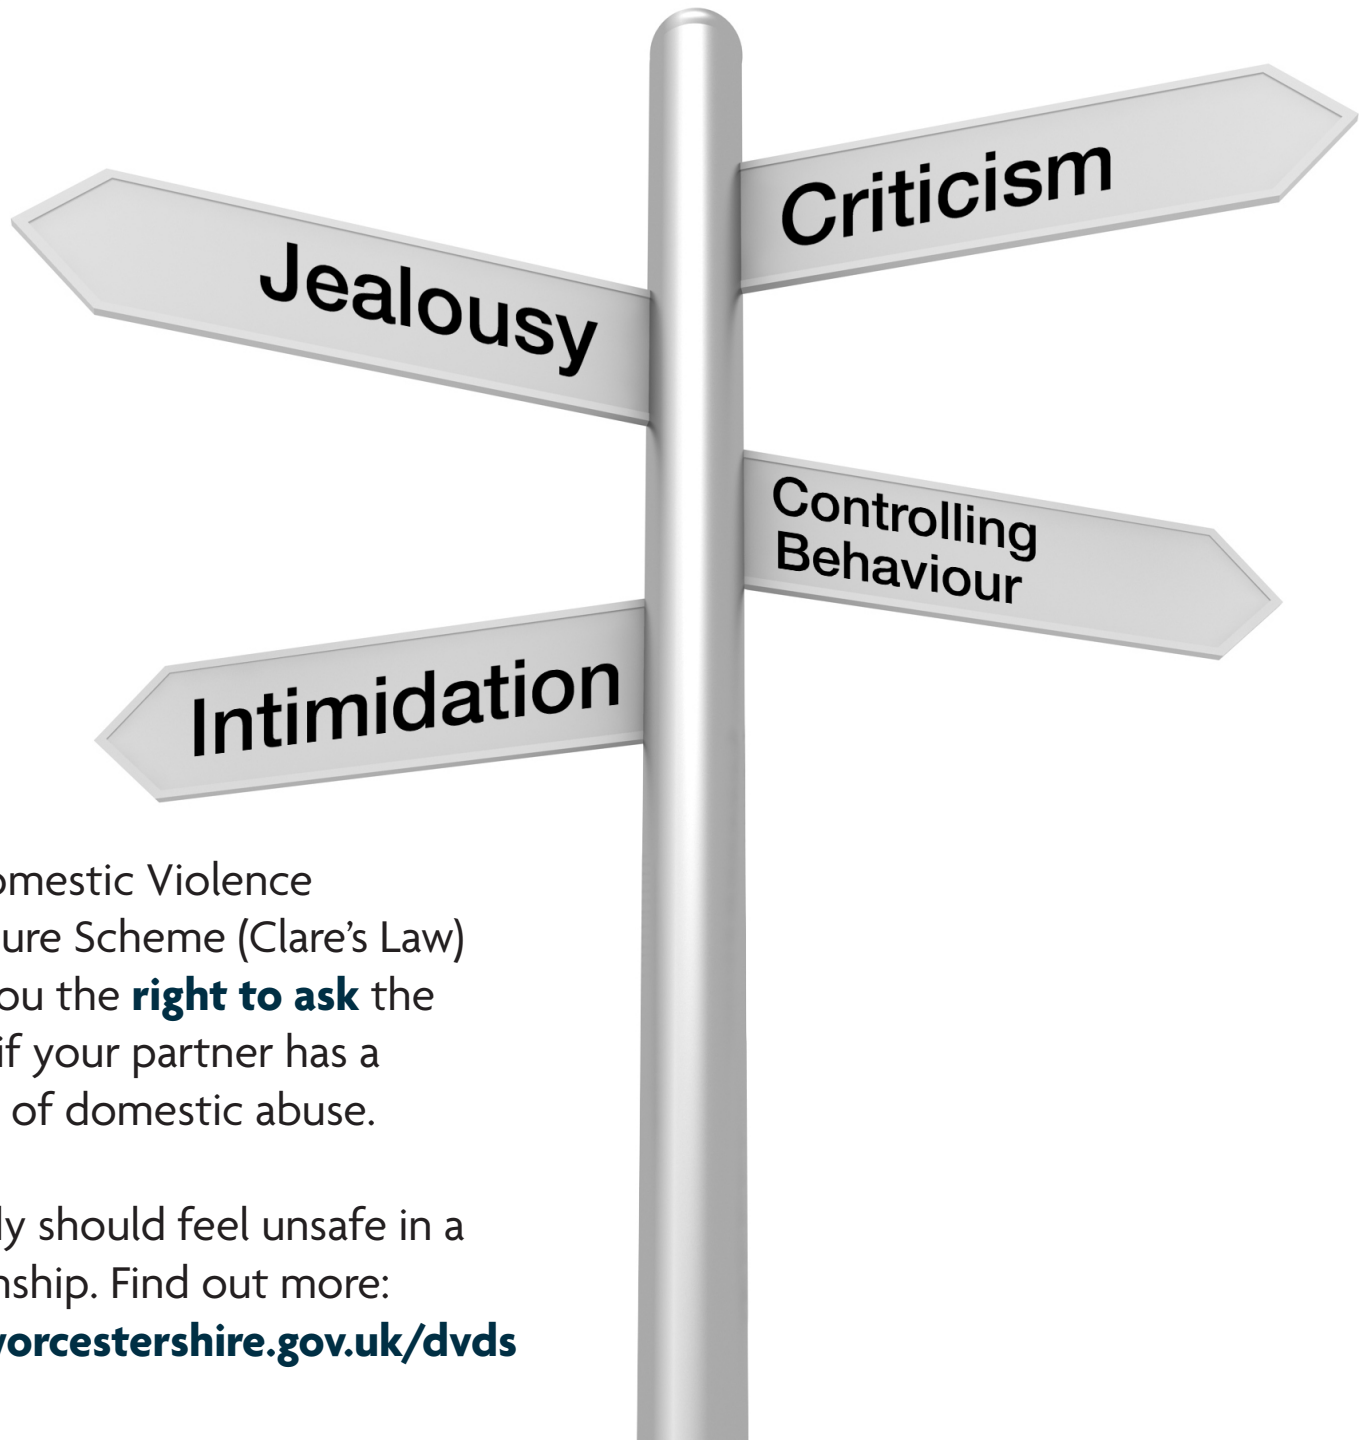 Criticism
Jealousy
Controlling
Behaviour
Intimidation
omestic Violence
ure Scheme (Clare's Law)
ou the right to ask the
if your partner has a
of domestic abuse.
ly should feel unsafe in a
nship. Find out more:
vorcestershire.gov.uk/dvds